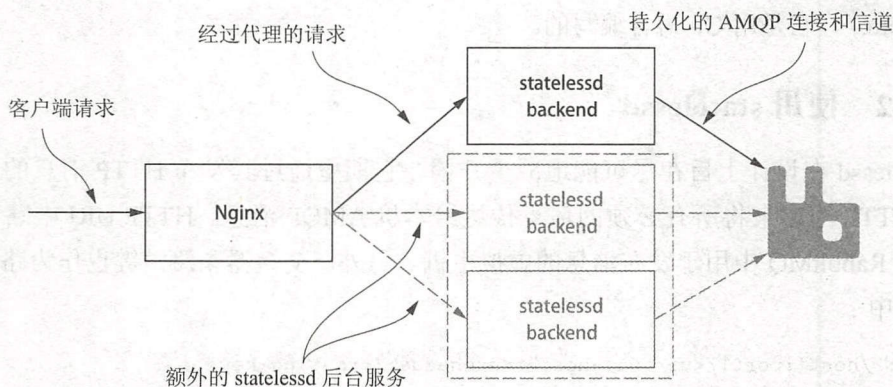 经过代理的请求
持久化的 AMQP 连接和信道
客户端请求
statelessd
backend
Nginx
statelessd
backend
statelessd
backend
额外的 statelessd 后台服务